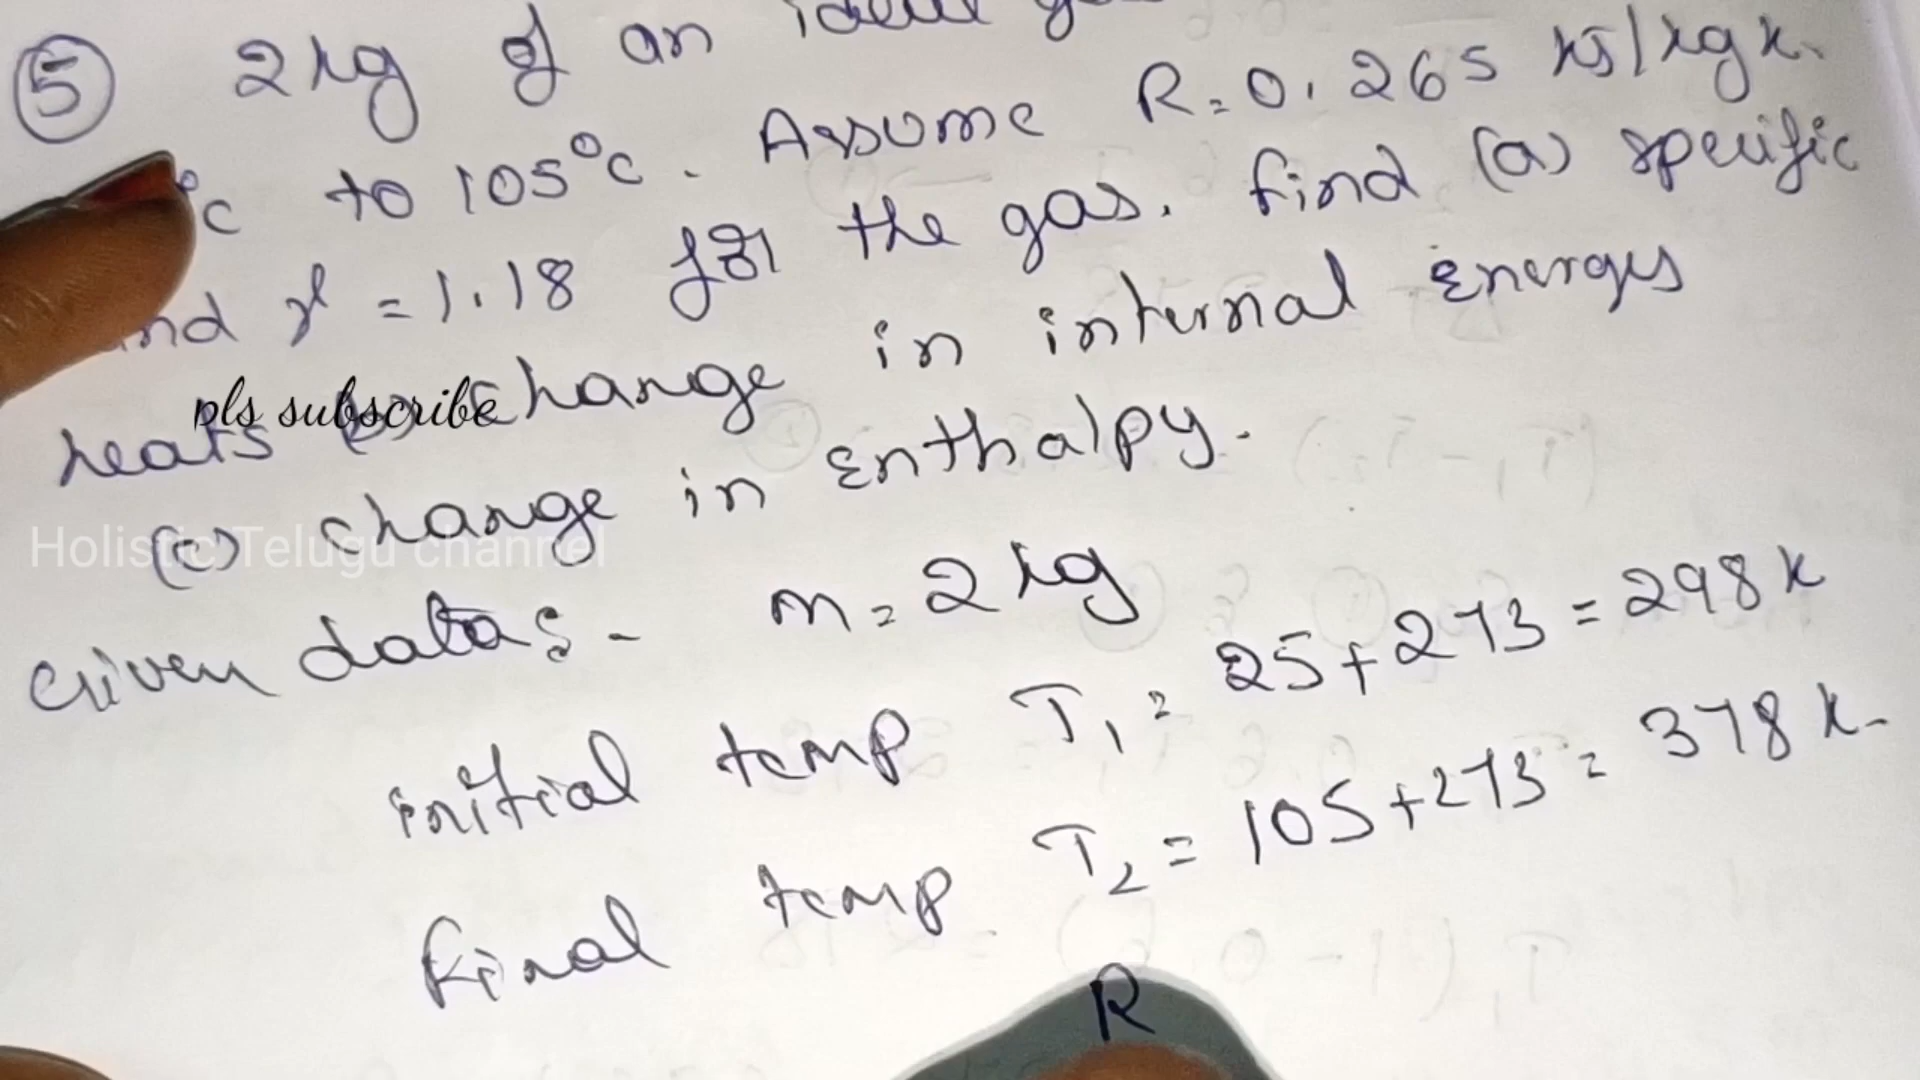 5 2kg of an ideal
°c to 105°c. Assume R=0.265 KJ/kgK.
and γ = 1.18 for the gas. Find (a) specific
heats (b) change in internal energy
pls subscribe
(c) change in Enthalpy.
Holistic Telugu channel
Given data:- m = 2kg
initial temp T₁ = 25+273 = 298 K
Final temp T₂ = 105+273 = 378 K.
R